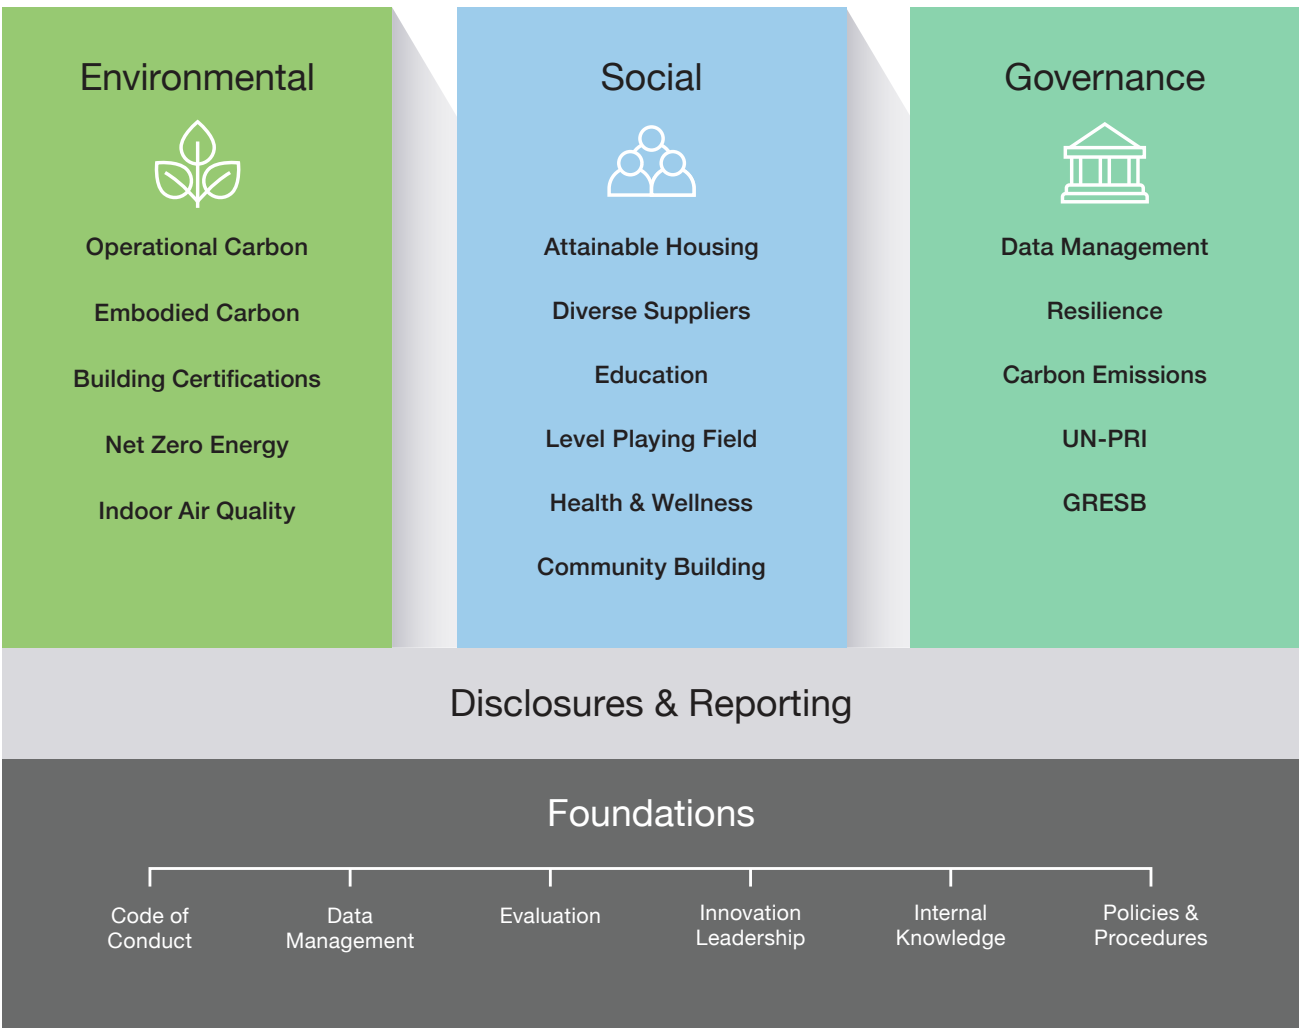 Environmental
Operational Carbon
Embodied Carbon
Building Certifications
Net Zero Energy
Indoor Air Quality
Social
Attainable Housing
Diverse Suppliers
Education
Level Playing Field
Health & Wellness
Community Building
Governance
Data Management
Resilience
Carbon Emissions
UN-PRI
GRESB
Disclosures & Reporting
Foundations
Code of
Conduct
Data
Management
Evaluation
Innovation
Leadership
Internal
Knowledge
Policies &
Procedures